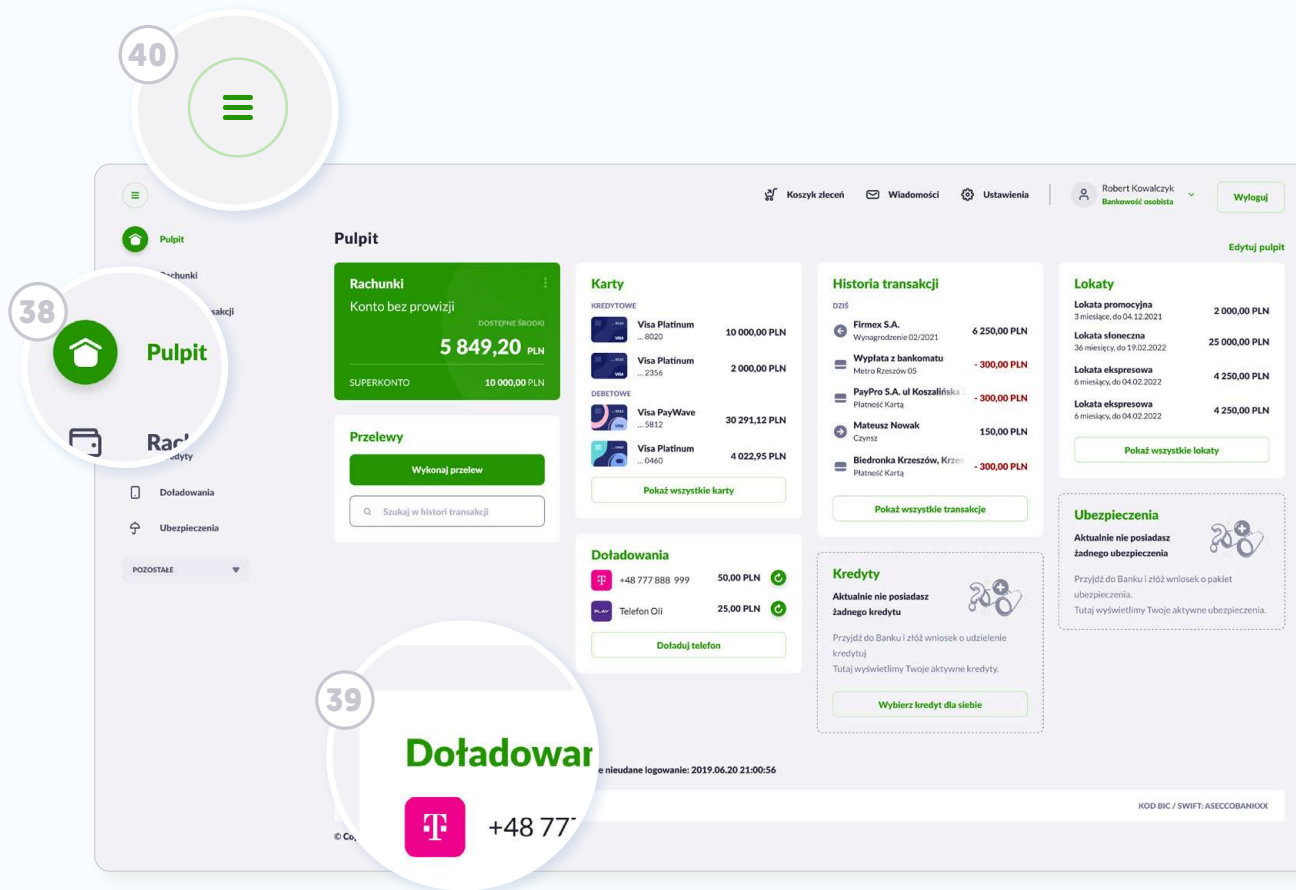 40
Koszyk zleceń
Wiadomości
Ustawienia
Robert Kowalczyk
Bankowość osobista
Wyloguj
Pulpit
Rachunki
sakcji
38
Pulpit
Rac
edyty
Doładowania
Ubezpieczenia
POZOSTAŁE
Pulpit
Edytuj pulpit
Rachunki
Konto bez prowizji
DOSTĘPNE ŚRODKI
5 849,20 PLN
SUPERKONTO 10 000,00 PLN
Przelewy
Wykonaj przelew
Szukaj w histori transakcji
Karty
KREDYTOWE
Visa Platinum
... 8020
10 000,00 PLN
Visa Platinum
... 2356
2 000,00 PLN
DEBETOWE
Visa PayWave
... 5812
30 291,12 PLN
Visa Platinum
... 0460
4 022,95 PLN
Pokaż wszystkie karty
Doładowania
T +48 777 888 999 50,00 PLN
PLAY Telefon Oli 25,00 PLN
Doładuj telefon
Historia transakcji
DZIŚ
Firmex S.A.
Wynagrodzenie 02/2021
6 250,00 PLN
Wypłata z bankomatu
Metro Rzeszów 05
- 300,00 PLN
PayPro S.A. ul Koszalińska
Płatność Kartą
- 300,00 PLN
Mateusz Nowak
Czynsz
150,00 PLN
Biedronka Krzeszów, Krzes
Płatność Kartą
- 300,00 PLN
Pokaż wszystkie transakcje
Kredyty
Aktualnie nie posiadasz
żadnego kredytu
Przyjdź do Banku i złóż wniosek o udzielenie
kredytuj
Tutaj wyświetlimy Twoje aktywne kredyty.
Wybierz kredyt dla siebie
Lokaty
Lokata promocyjna
3 miesiące, do 04.12.2021
2 000,00 PLN
Lokata słoneczna
36 miesięcy, do 19.02.2022
25 000,00 PLN
Lokata ekspresowa
6 miesiący, do 04.02.2022
4 250,00 PLN
Lokata ekspresowa
6 miesiący, do 04.02.2022
4 250,00 PLN
Pokaż wszystkie lokaty
Ubezpieczenia
Aktualnie nie posiadasz
żadnego ubezpieczenia
Przyjdź do Banku i złóż wniosek o pakiet
ubezpieczenia.
Tutaj wyświetlimy Twoje aktywne ubezpieczenia.
39
Doładowan
T +48 777
e nieudane logowanie: 2019.06.20 21:00:56
KOD BIC / SWIFT: ASECCOBANKXX
© Cop